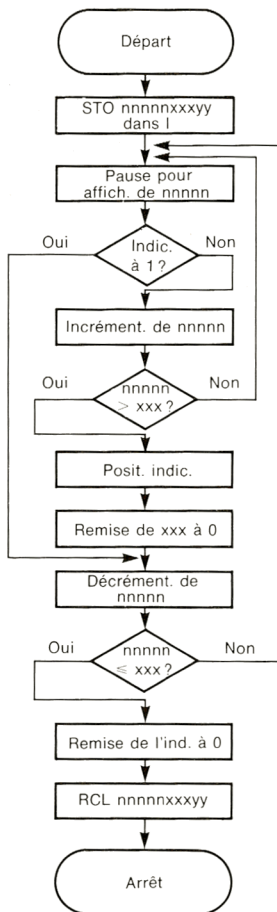 Départ
STO nnnnnxxxyy
dans I
Pause pour
affich. de nnnnn
Oui
Indic.
à 1?
Non
Incrément. de nnnnn
Oui
nnnnn
> xxx?
Non
Posit. indic.
Remise de xxx à 0
Décrément. de
nnnnn
Oui
nnnnn
≤ xxx?
Non
Remise de l'ind. à 0
RCL nnnnnxxxyy
Arrêt